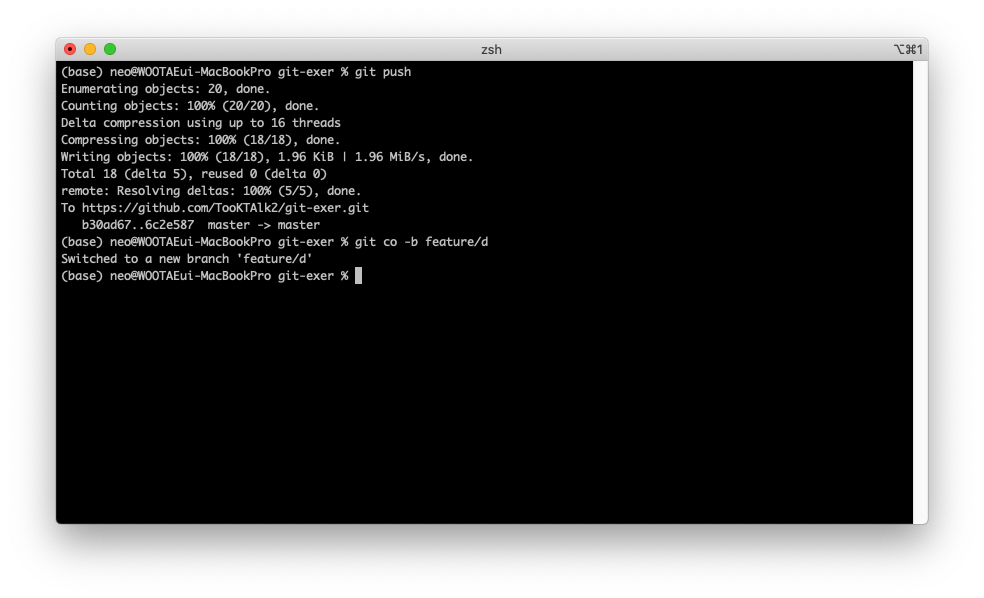 zsh
⌥⌘1
(base) neo@WOOTAEui-MacBookPro git-exer % git push
Enumerating objects: 20, done.
Counting objects: 100% (20/20), done.
Delta compression using up to 16 threads
Compressing objects: 100% (18/18), done.
Writing objects: 100% (18/18), 1.96 KiB | 1.96 MiB/s, done.
Total 18 (delta 5), reused 0 (delta 0)
remote: Resolving deltas: 100% (5/5), done.
To https://github.com/TooKTAlk2/git-exer.git
   b30ad67..6c2e587  master -> master
(base) neo@WOOTAEui-MacBookPro git-exer % git co -b feature/d
Switched to a new branch 'feature/d'
(base) neo@WOOTAEui-MacBookPro git-exer %